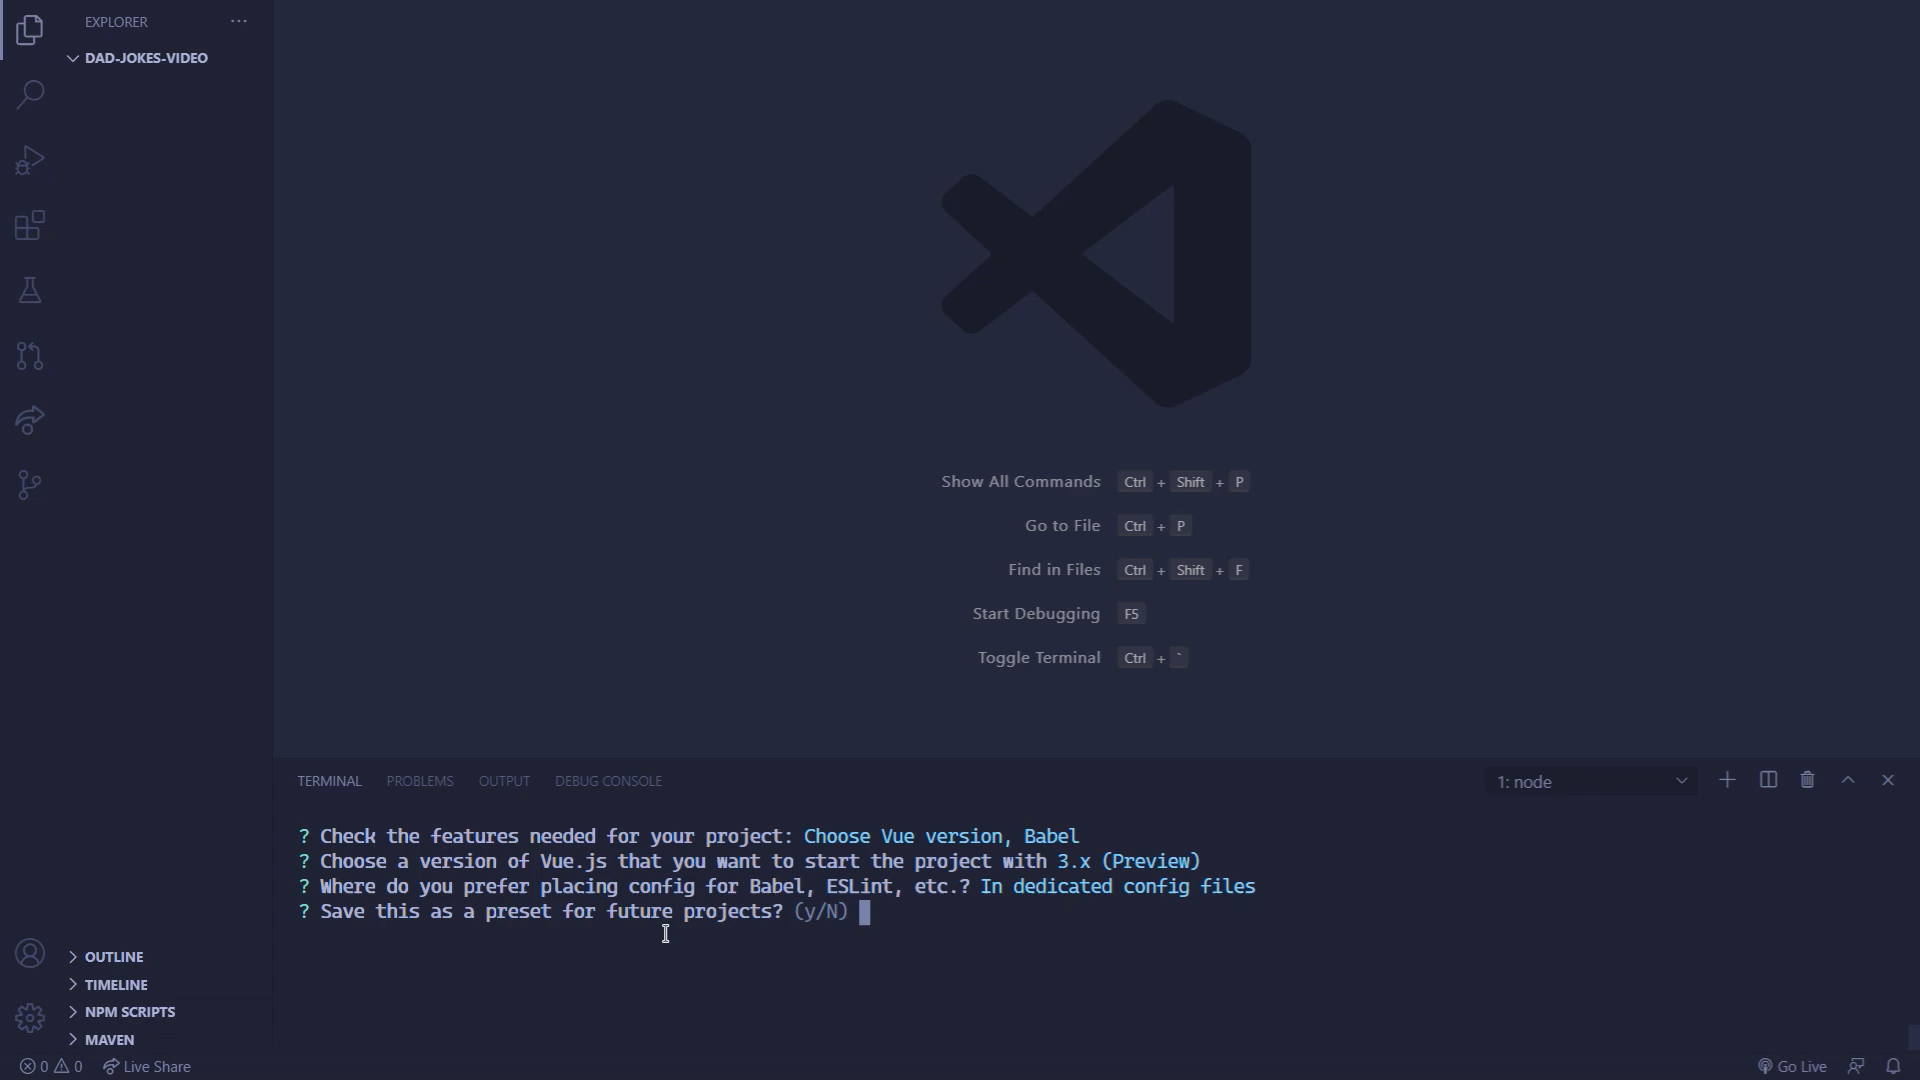 EXPLORER
DAD-JOKES-VIDEO
Show All Commands Ctrl + Shift + P
Go to File Ctrl + P
Find in Files Ctrl + Shift + F
Start Debugging F5
Toggle Terminal Ctrl + `
TERMINAL PROBLEMS OUTPUT DEBUG CONSOLE 1: node
? Check the features needed for your project: Choose Vue version, Babel
? Choose a version of Vue.js that you want to start the project with 3.x (Preview)
? Where do you prefer placing config for Babel, ESLint, etc.? In dedicated config files
? Save this as a preset for future projects? (y/N)
OUTLINE
TIMELINE
NPM SCRIPTS
MAVEN
0 0 Live Share Go Live